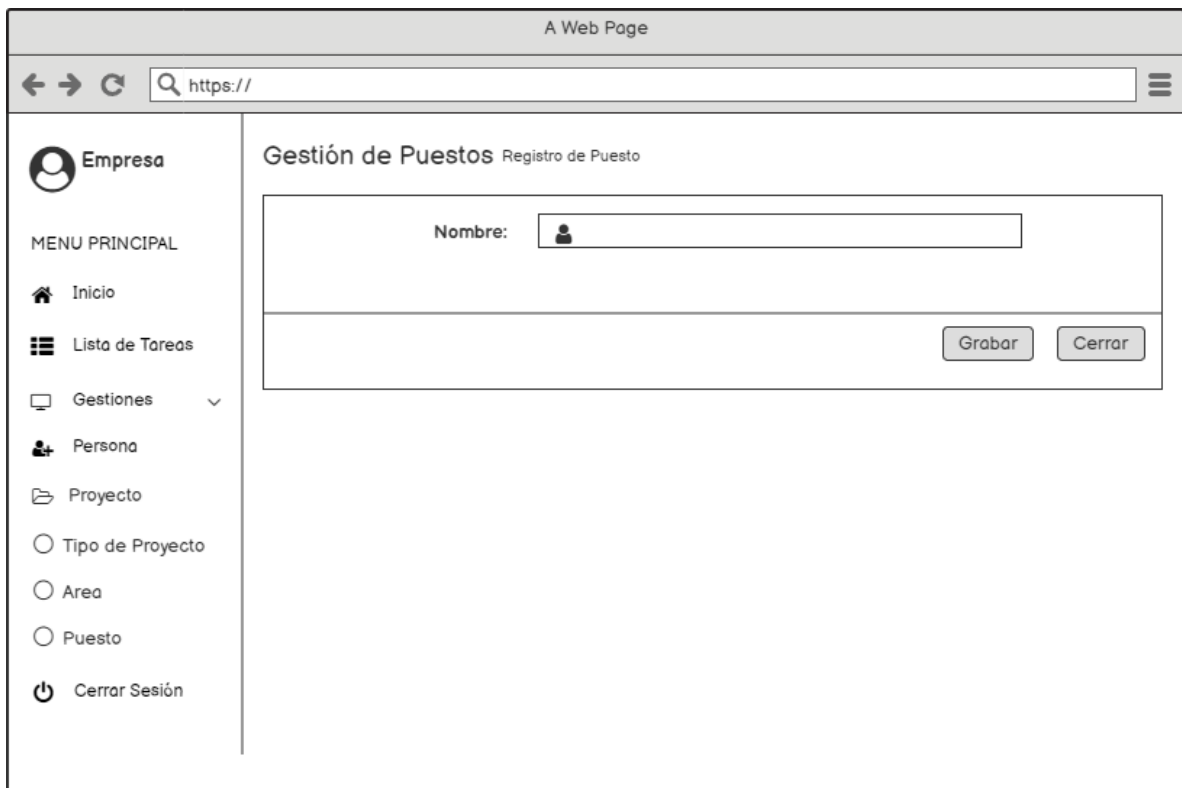 A Web Page
https://
Empresa
MENU PRINCIPAL
Inicio
Lista de Tareas
Gestiones
Persona
Proyecto
Tipo de Proyecto
Area
Puesto
Cerrar Sesión
Gestión de Puestos Registro de Puesto
Nombre:
Grabar Cerrar